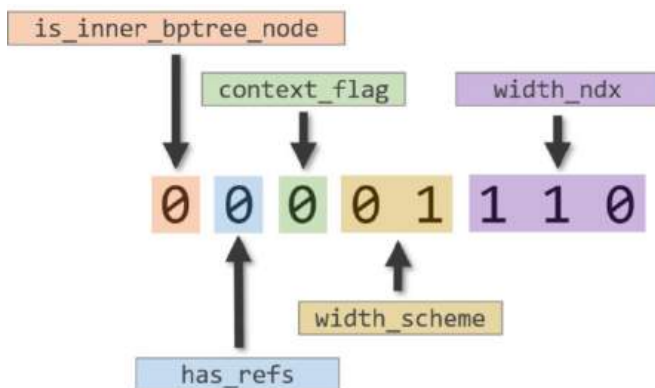 is_inner_bptree_node
context_flag
width_ndx
0 0 0 0 1 1 1 0
width_scheme
has_refs